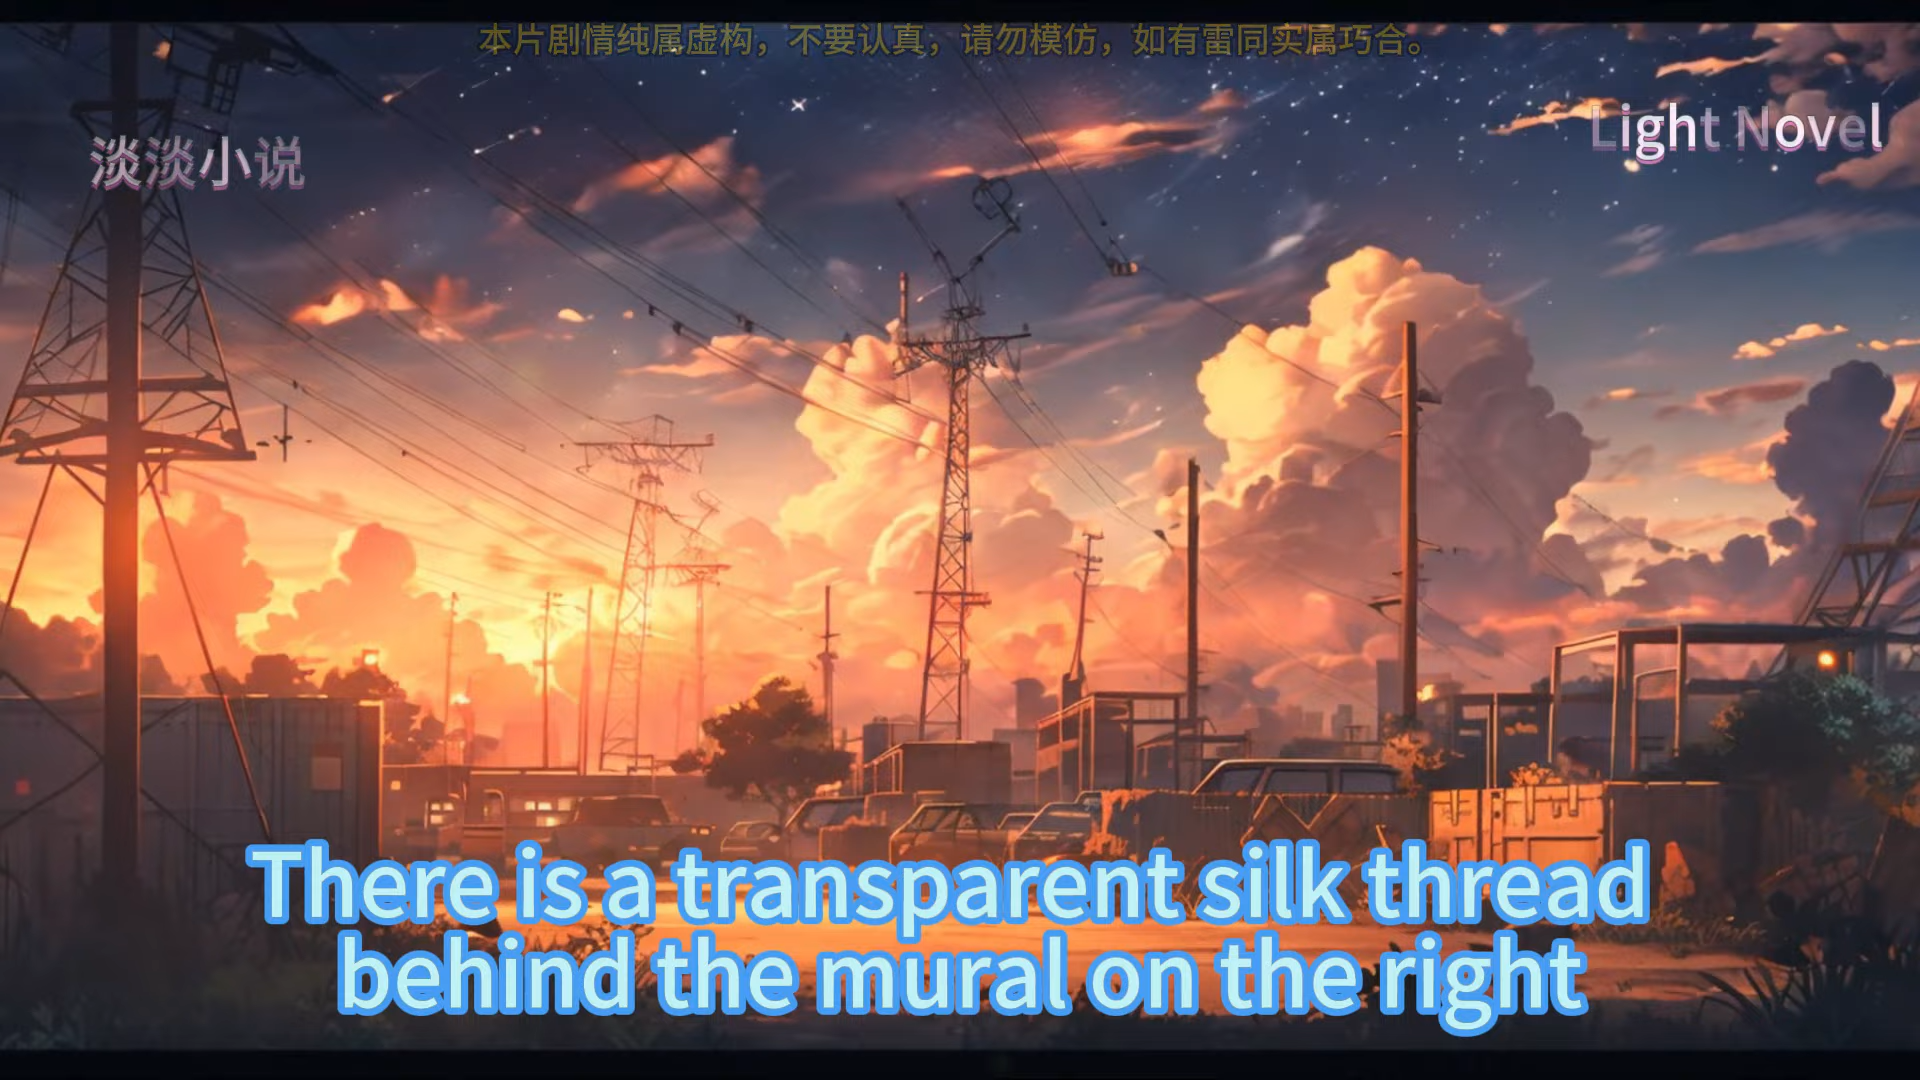 本片剧情纯属虚构，不要认真，请勿模仿，如有雷同实属巧合。
Light Novel
淡淡小说
There is a transparent silk thread
behind the mural on the right